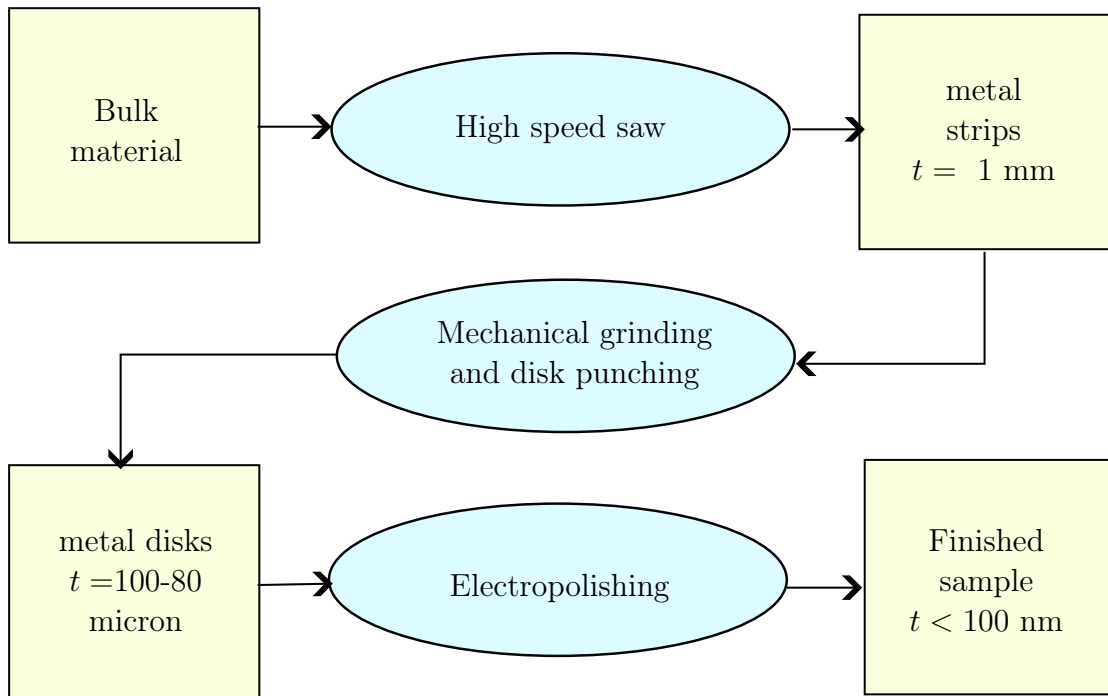 Bulk
material
High speed saw
metal
strips
t = 1 mm
Mechanical grinding
and disk punching
metal disks
t =100-80
micron
Electropolishing
Finished
sample
t < 100 nm